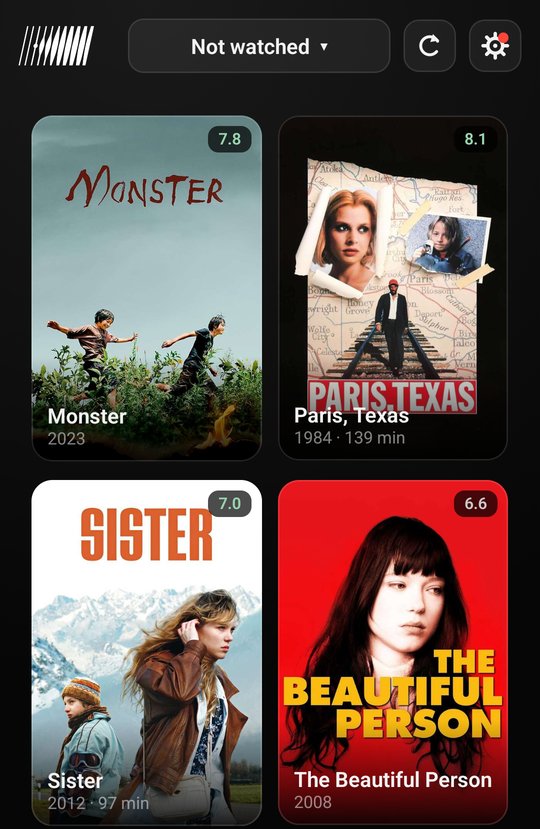 Not watched ▾
7.8
MONSTER
Monster
2023
8.1
PARIS, TEXAS
Paris, Texas
1984 · 139 min
7.0
SISTER
Sister
2012 · 97 min
6.6
THE
BEAUTIFUL
PERSON
The Beautiful Person
2008